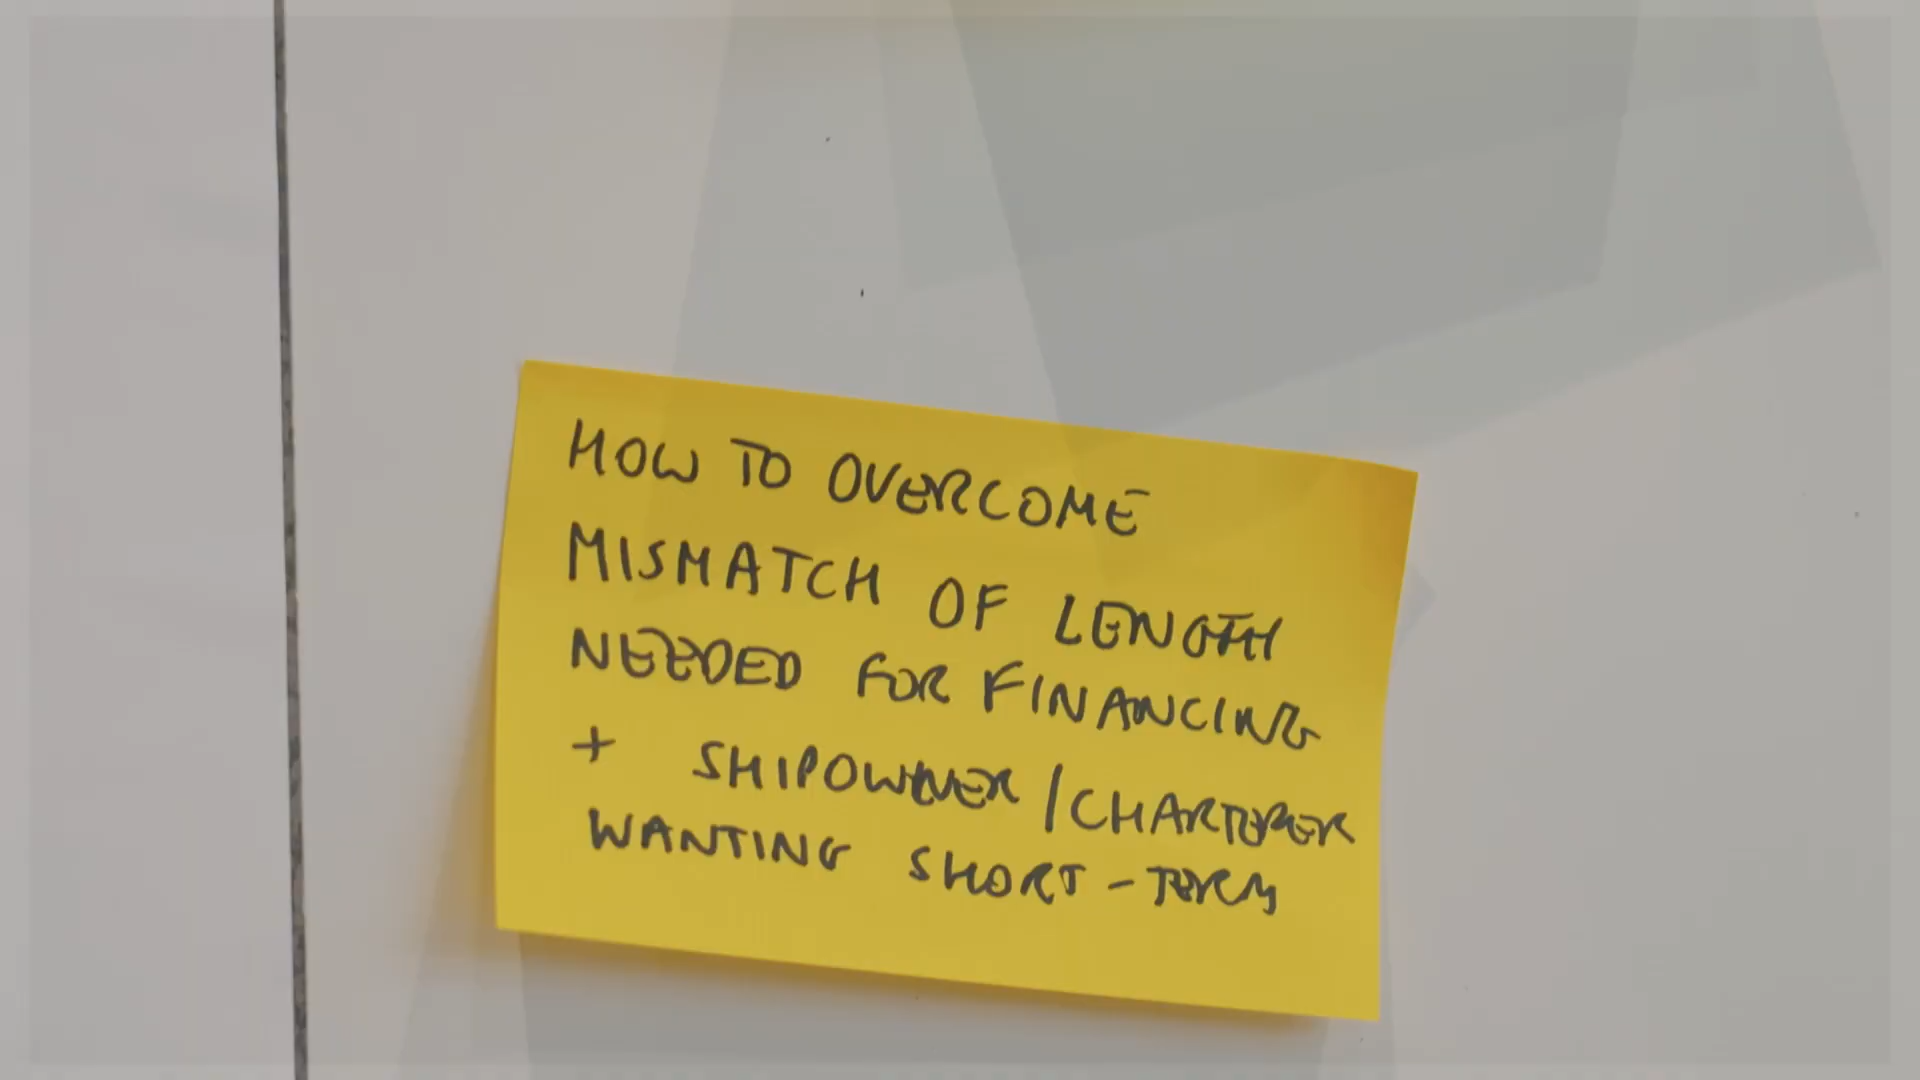 HOW TO OVERCOME
MISMATCH OF LENGTH
NEEDED FOR FINANCING
+ SHIPOWNER/CHARTERER
WANTING SHORT-TERM